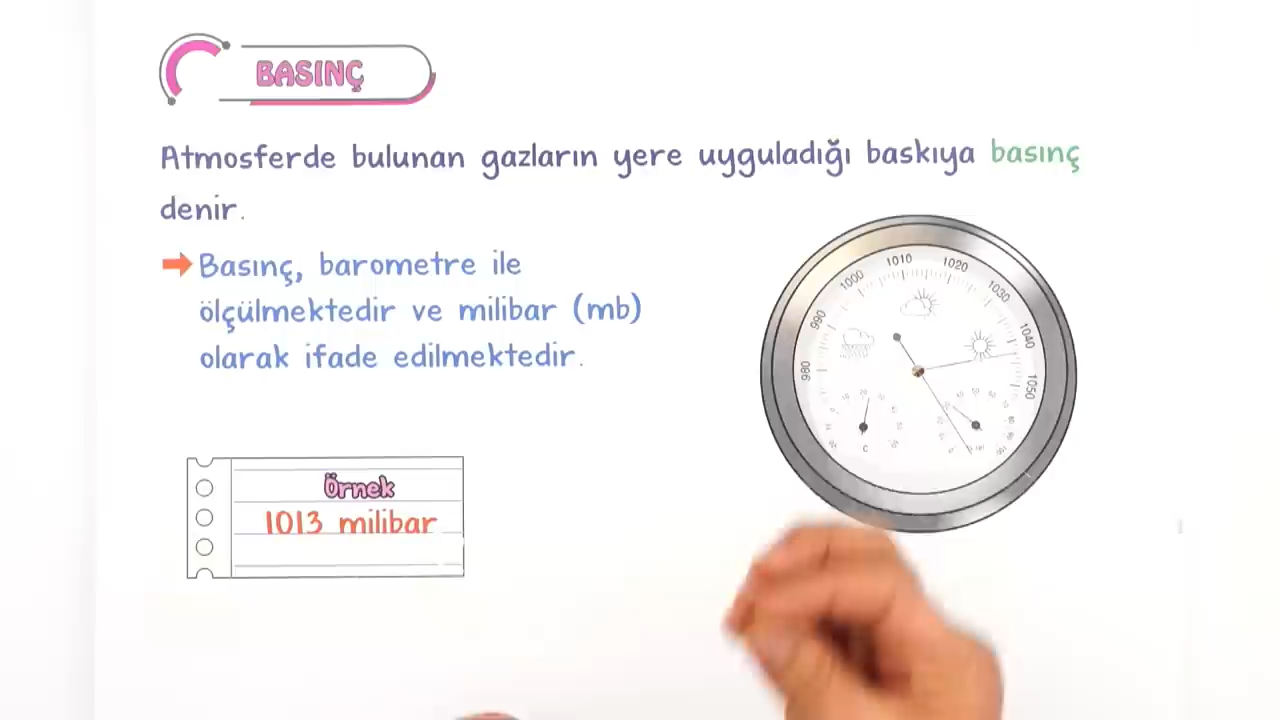 BASINÇ
Atmosferde bulunan gazların yere uyguladığı baskıya basınç
denir.
Basınç, barometre ile
ölçülmektedir ve milibar (mb)
olarak ifade edilmektedir.
980
990
1000
1010
1020
1030
1040
1050
C
Örnek
1013 milibar